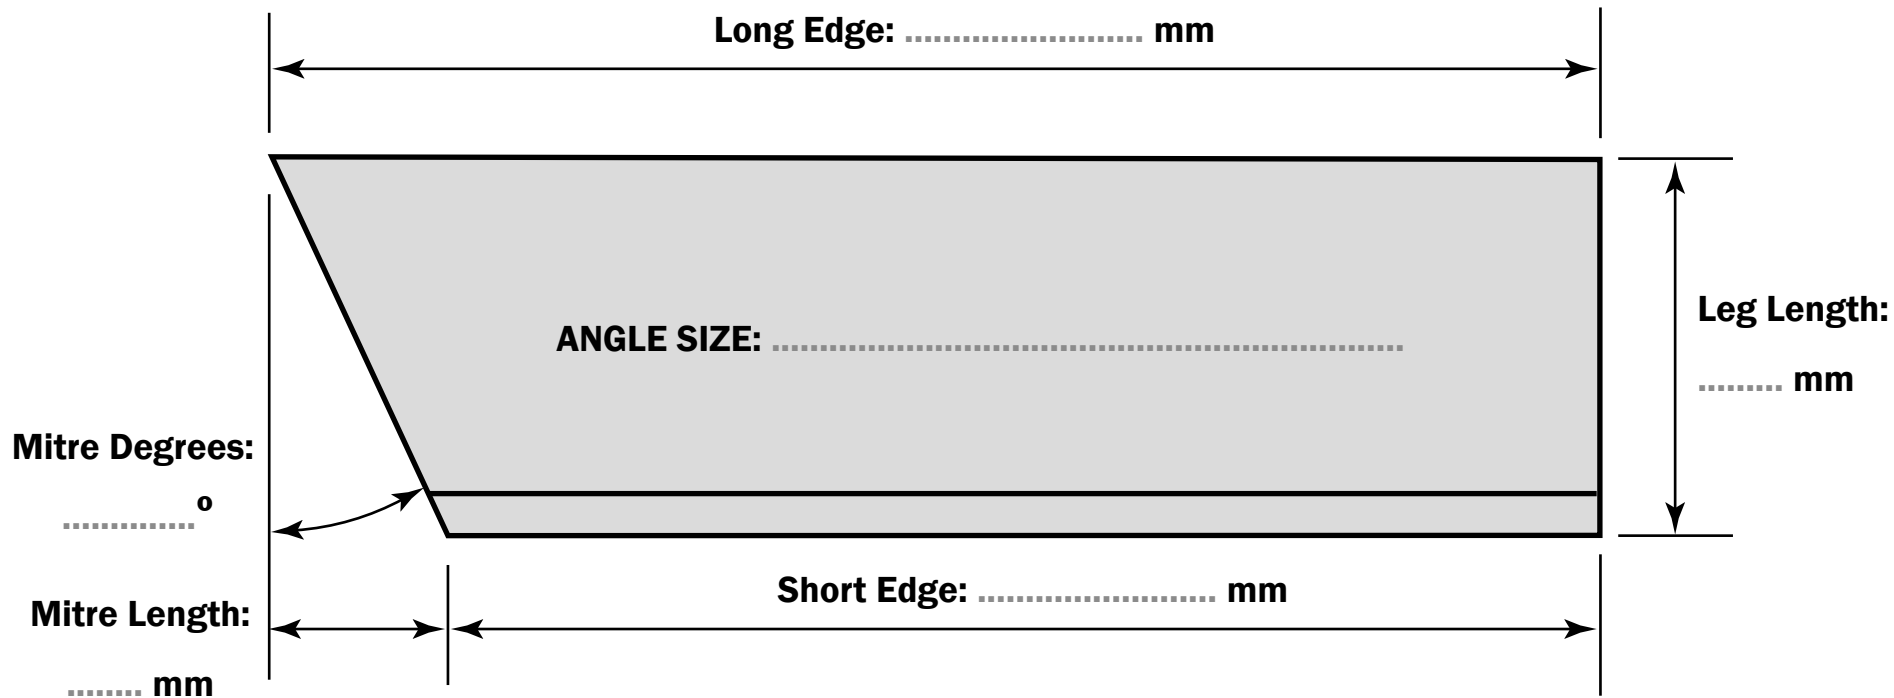 Long Edge: ......................... mm
ANGLE SIZE: ..................................................................
Leg Length:
......... mm
Mitre Degrees:
..............o
Short Edge: ......................... mm
Mitre Length:
........ mm